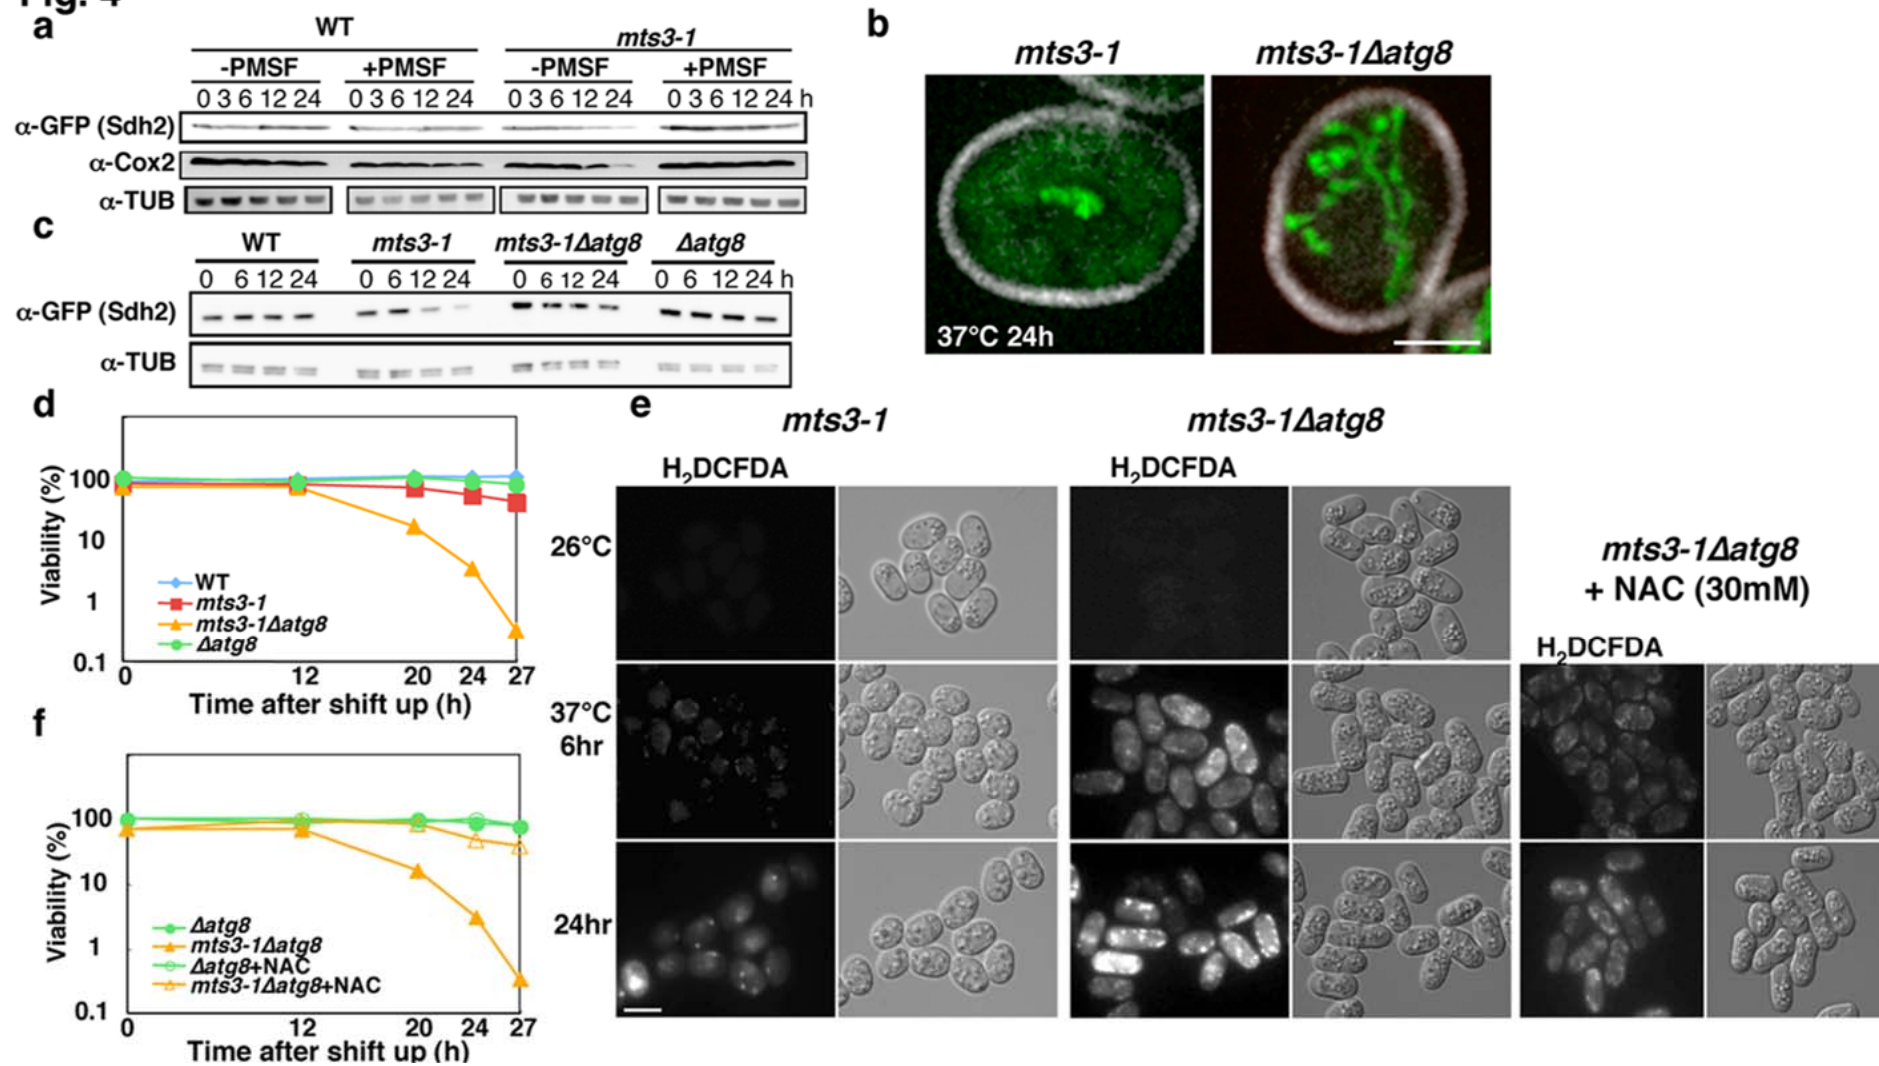 Fig. 4
a
WT
mts3-1
-PMSF +PMSF -PMSF +PMSF
0 3 6 12 24 0 3 6 12 24 0 3 6 12 24 0 3 6 12 24 h
α-GFP (Sdh2)
α-Cox2
α-TUB
b
mts3-1 mts3-1Δatg8
37°C 24h
c
WT mts3-1 mts3-1Δatg8 Δatg8
0 6 12 24 0 6 12 24 0 6 12 24 0 6 12 24 h
α-GFP (Sdh2)
α-TUB
d
Viability (%)
100
10
1
0.1
WT
mts3-1
mts3-1Δatg8
Δatg8
0 12 20 24 27
Time after shift up (h)
e
mts3-1 mts3-1Δatg8
H₂DCFDA H₂DCFDA
26°C
37°C
6hr
24hr
mts3-1Δatg8
+ NAC (30mM)
H₂DCFDA
f
Viability (%)
100
10
1
0.1
Δatg8
mts3-1Δatg8
Δatg8+NAC
mts3-1Δatg8+NAC
0 12 20 24 27
Time after shift up (h)